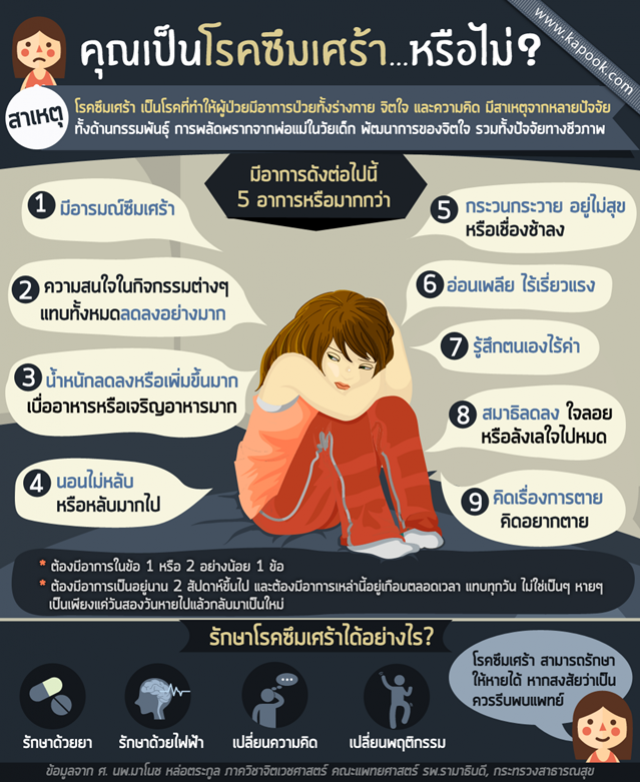 www.kapook.com
คุณเป็นโรคซึมเศร้า...หรือไม่?
สาเหตุ
โรคซึมเศร้า เป็นโรคที่ทำให้ผู้ป่วยมีอาการป่วยทั้งร่างกาย จิตใจ และความคิด มีสาเหตุจากหลายปัจจัย
ทั้งด้านกรรมพันธุ์ การพลัดพรากจากพ่อแม่ในวัยเด็ก พัฒนาการของจิตใจ รวมทั้งปัจจัยทางชีวภาพ
มีอาการดังต่อไปนี้
5 อาการหรือมากกว่า
1 มีอารมณ์ซึมเศร้า
2 ความสนใจในกิจกรรมต่างๆ
แทบทั้งหมดลดลงอย่างมาก
3 น้ำหนักลดลงหรือเพิ่มขึ้นมาก
เบื่ออาหารหรือเจริญอาหารมาก
4 นอนไม่หลับ
หรือหลับมากไป
5 กระวนกระวาย อยู่ไม่สุข
หรือเชื่องช้าลง
6 อ่อนเพลีย ไร้เรี่ยวแรง
7 รู้สึกตนเองไร้ค่า
8 สมาธิลดลง ใจลอย
หรือลังเลใจไปหมด
9 คิดเรื่องการตาย
คิดอยากตาย
* ต้องมีอาการในข้อ 1 หรือ 2 อย่างน้อย 1 ข้อ
* ต้องมีอาการเป็นอยู่นาน 2 สัปดาห์ขึ้นไป และต้องมีอาการเหล่านี้อยู่เกือบตลอดเวลา แทบทุกวัน ไม่ใช่เป็นๆ หายๆ
เป็นเพียงแค่วันสองวันหายไปแล้วกลับมาเป็นใหม่
รักษาโรคซึมเศร้าได้อย่างไร?
รักษาด้วยยา
รักษาด้วยไฟฟ้า
เปลี่ยนความคิด
เปลี่ยนพฤติกรรม
โรคซึมเศร้า สามารถรักษา
ให้หายได้ หากสงสัยว่าเป็น
ควรรีบพบแพทย์
ข้อมูลจาก ศ. นพ.มาโนช หล่อตระกูล ภาควิชาจิตเวชศาสตร์ คณะแพทยศาสตร์ รพ.รามาธิบดี, กระทรวงสาธารณสุข